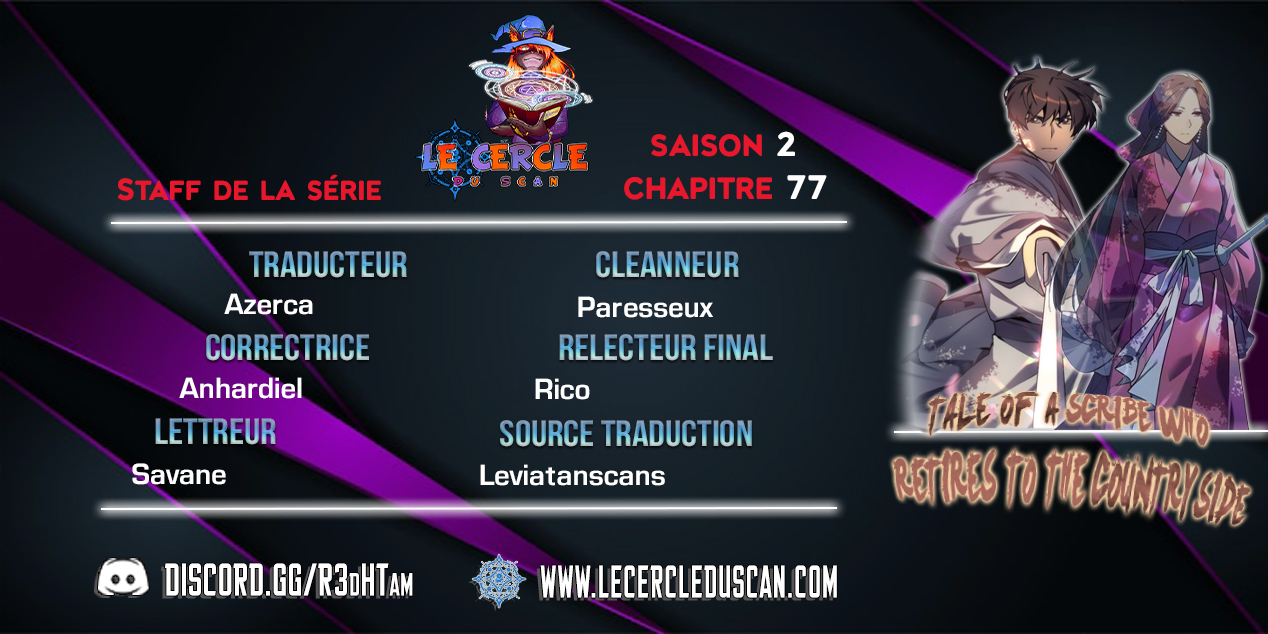 LE CERCLE
DU SCAN
SAISON 2
CHAPITRE 77
STAFF DE LA SÉRIE
TRADUCTEUR
Azerca
CORRECTRICE
Anhardiel
LETTREUR
Savane
CLEANNEUR
Paresseux
RELECTEUR FINAL
Rico
SOURCE TRADUCTION
Leviatanscans
TALE OF A SCRIBE WHO
RETIRES TO THE COUNTRYSIDE
DISCORD.GG/R3DHTAM
WWW.LECERCLEDUSCAN.COM